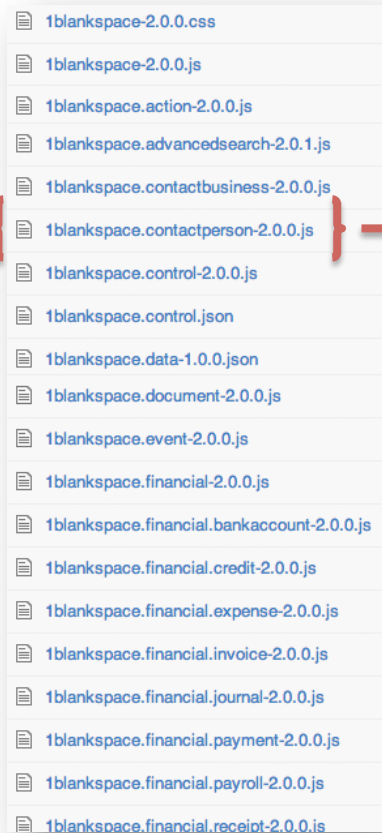 1blankspace-2.0.0.css
1blankspace-2.0.0.js
1blankspace.action-2.0.0.js
1blankspace.advancedsearch-2.0.1.js
1blankspace.contactbusiness-2.0.0.js
1blankspace.contactperson-2.0.0.js
1blankspace.control-2.0.0.js
1blankspace.control.json
1blankspace.data-1.0.0.json
1blankspace.document-2.0.0.js
1blankspace.event-2.0.0.js
1blankspace.financial-2.0.0.js
1blankspace.financial.bankaccount-2.0.0.js
1blankspace.financial.credit-2.0.0.js
1blankspace.financial.expense-2.0.0.js
1blankspace.financial.invoice-2.0.0.js
1blankspace.financial.journal-2.0.0.js
1blankspace.financial.payment-2.0.0.js
1blankspace.financial.payroll-2.0.0.js
1blankspace.financial.receipt-2.0.0.js